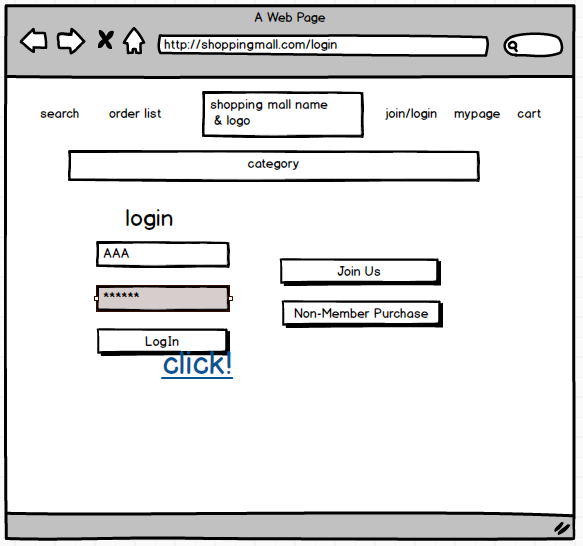 A Web Page
http://shoppingmall.com/login
search
order list
shopping mall name
& logo
join/login
mypage
cart
category
login
AAA
******
LogIn
click!
Join Us
Non-Member Purchase